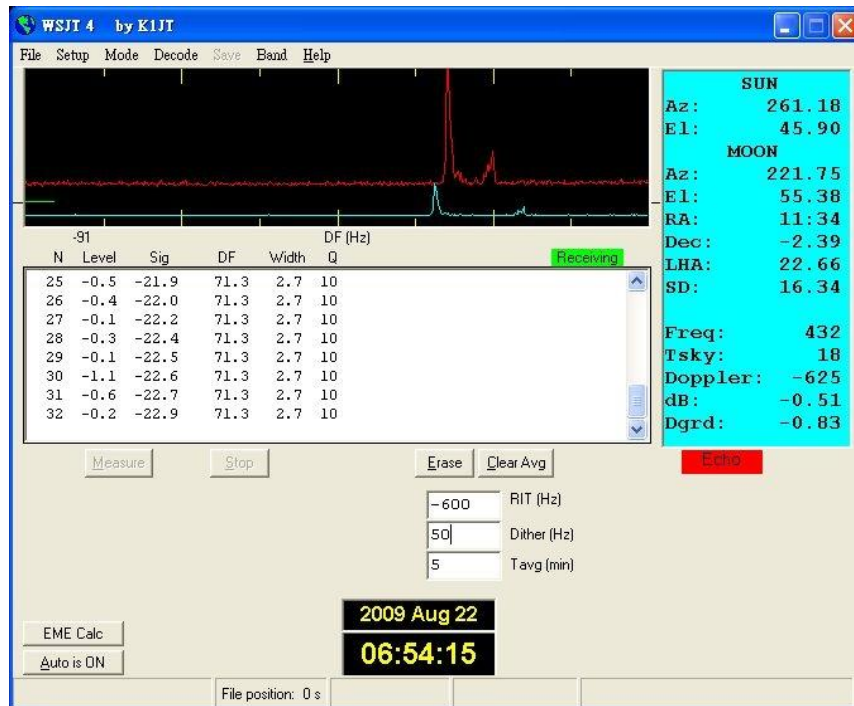 WSJT 4 by K1JT
File Setup Mode Decode Save Band Help
-91 DF (Hz)
N Level Sig DF Width Q Receiving
25 -0.5 -21.9 71.3 2.7 10
26 -0.4 -22.0 71.3 2.7 10
27 -0.1 -22.2 71.3 2.7 10
28 -0.3 -22.4 71.3 2.7 10
29 -0.1 -22.5 71.3 2.7 10
30 -1.1 -22.6 71.3 2.7 10
31 -0.6 -22.7 71.3 2.7 10
32 -0.2 -22.9 71.3 2.7 10
SUN
Az: 261.18
El: 45.90
MOON
Az: 221.75
El: 55.38
RA: 11:34
Dec: -2.39
LHA: 22.66
SD: 16.34
Freq: 432
Tsky: 18
Doppler: -625
dB: -0.51
Dgrd: -0.83
Measure Stop Erase Clear Avg Echo
-600 RIT (Hz)
50 Dither (Hz)
5 Tavg (min)
2009 Aug 22
06:54:15
EME Calc
Auto is ON
File position: 0 s